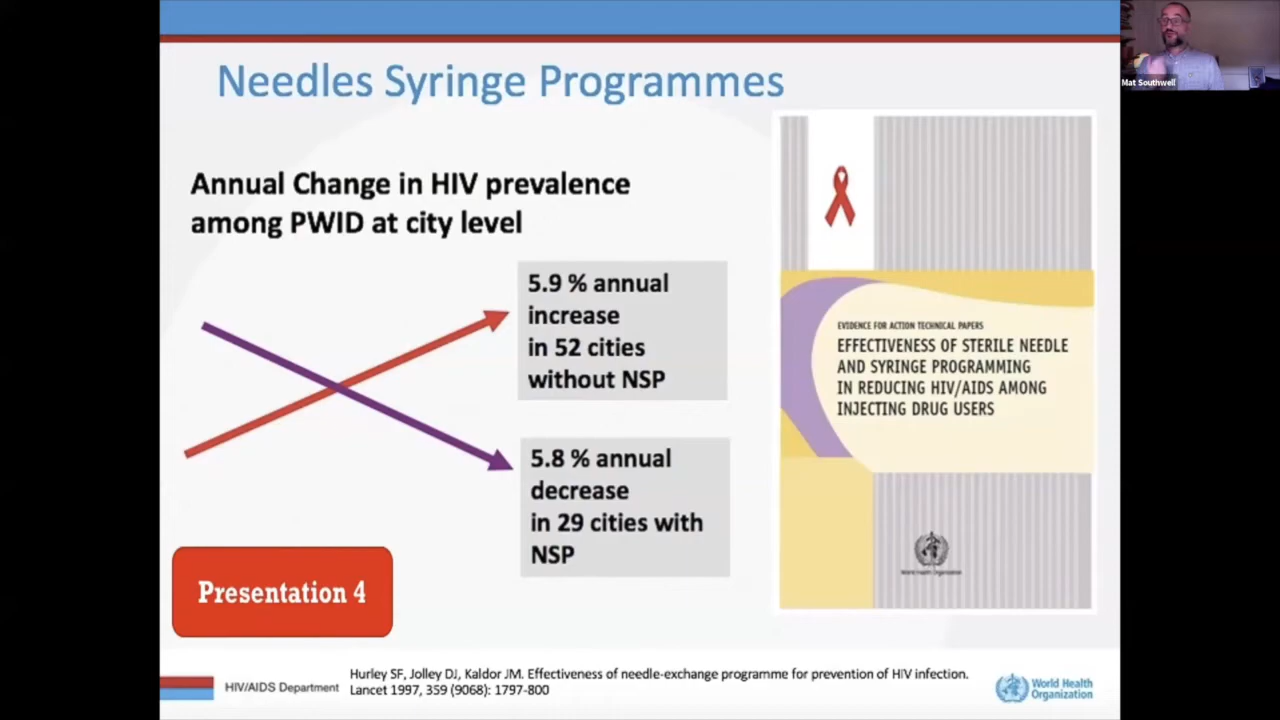 Needles Syringe Programmes
Annual Change in HIV prevalence
among PWID at city level
5.9 % annual
increase
in 52 cities
without NSP
5.8 % annual
decrease
in 29 cities with
NSP
Presentation 4
EVIDENCE FOR ACTION TECHNICAL PAPERS
EFFECTIVENESS OF STERILE NEEDLE
AND SYRINGE PROGRAMMING
IN REDUCING HIV/AIDS AMONG
INJECTING DRUG USERS
World Health Organization
HIV/AIDS Department
Hurley SF, Jolley DJ, Kaldor JM. Effectiveness of needle-exchange programme for prevention of HIV infection.
Lancet 1997, 359 (9068): 1797-800
World Health
Organization
Mat Southwell